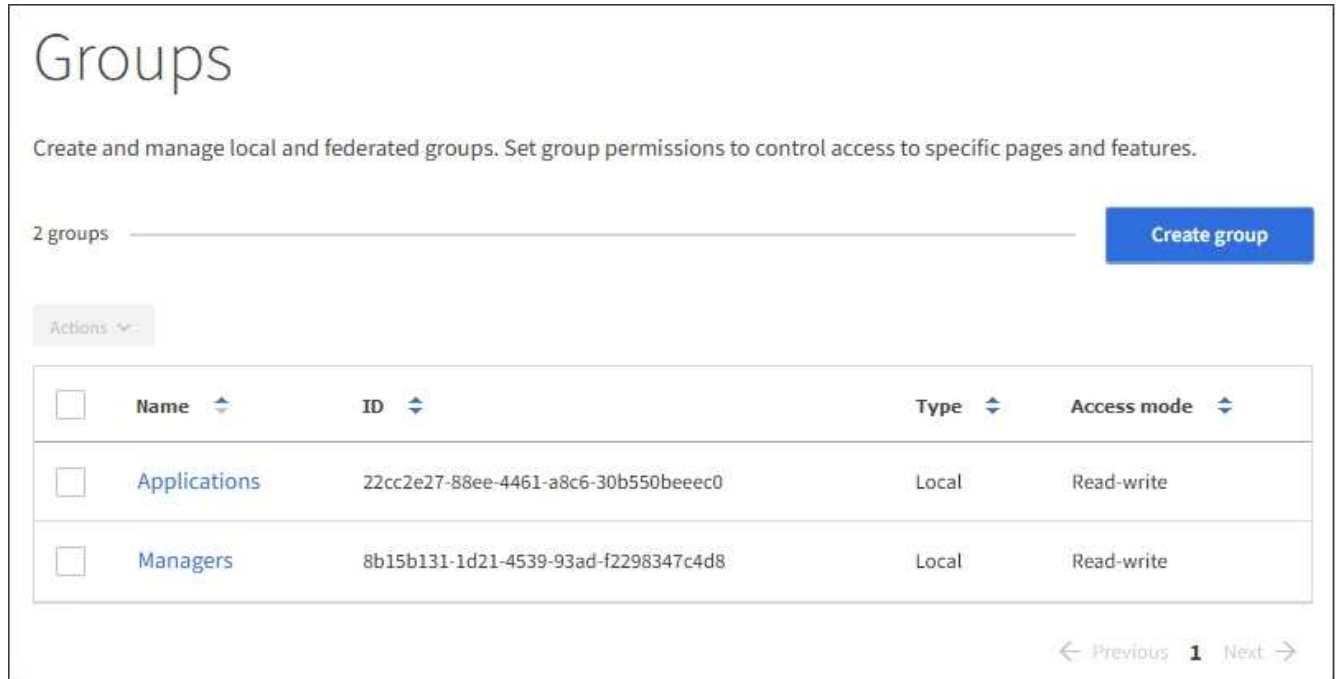 Groups
Create and manage local and federated groups. Set group permissions to control access to specific pages and features.
2 groups
Create group
Actions
Name ID Type Access mode
Applications 22cc2e27-88ee-4461-a8c6-30b550beeec0 Local Read-write
Managers 8b15b131-1d21-4539-93ad-f2298347c4d8 Local Read-write
← Previous 1 Next →